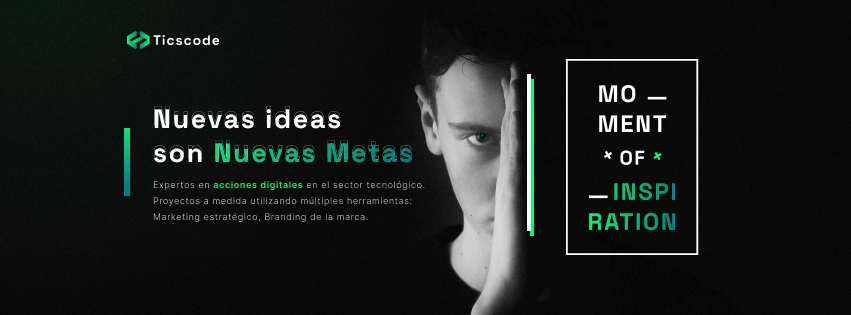 Ticscode
Nuevas ideas
son Nuevas Metas
Expertos en acciones digitales en el sector tecnológico.
Proyectos a medida utilizando múltiples herramientas:
Marketing estratégico, Branding de la marca.
MO _
MENT
OF
_ INSPI
RATION